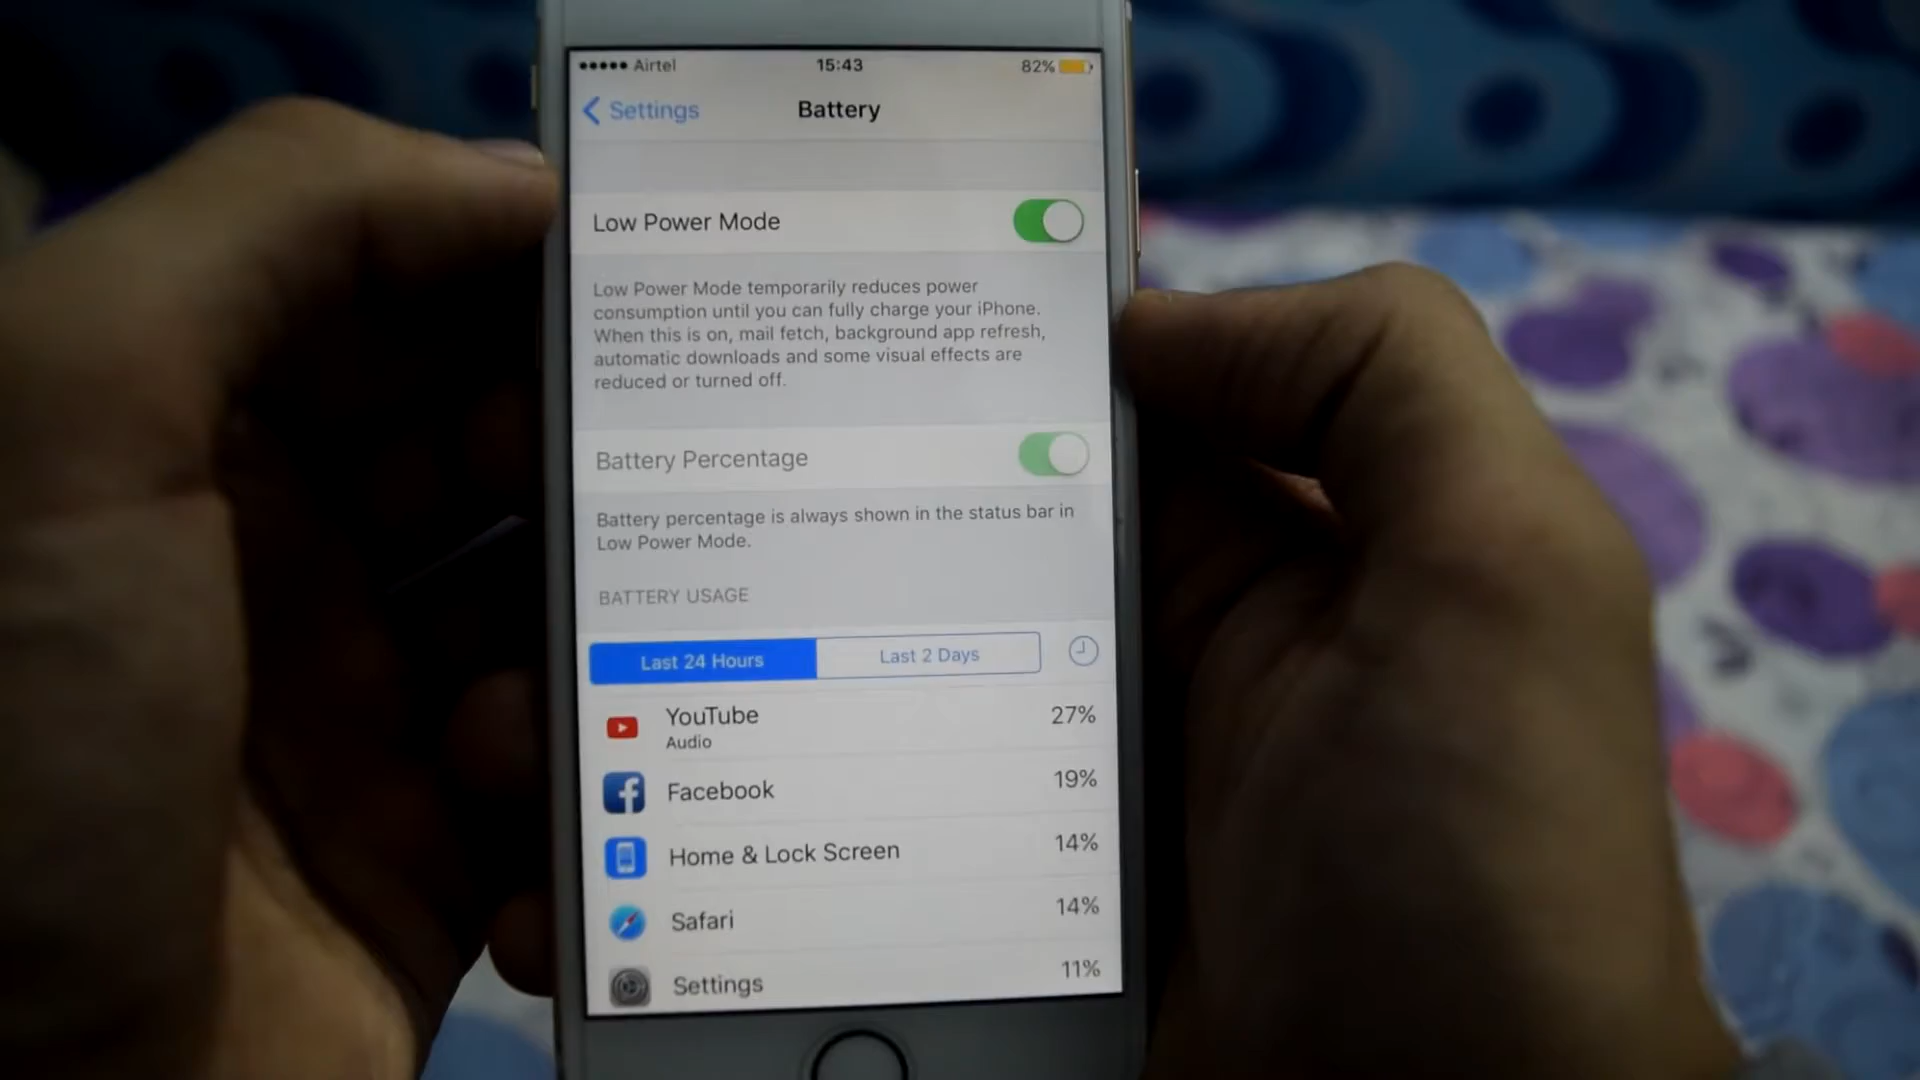 Airtel 15:43 82%
Settings Battery
Low Power Mode
Low Power Mode temporarily reduces power
consumption until you can fully charge your iPhone.
When this is on, mail fetch, background app refresh,
automatic downloads and some visual effects are
reduced or turned off.
Battery Percentage
Battery percentage is always shown in the status bar in
Low Power Mode.
BATTERY USAGE
Last 24 Hours Last 2 Days
YouTube 27%
Audio
Facebook 19%
Home & Lock Screen 14%
Safari 14%
Settings 11%